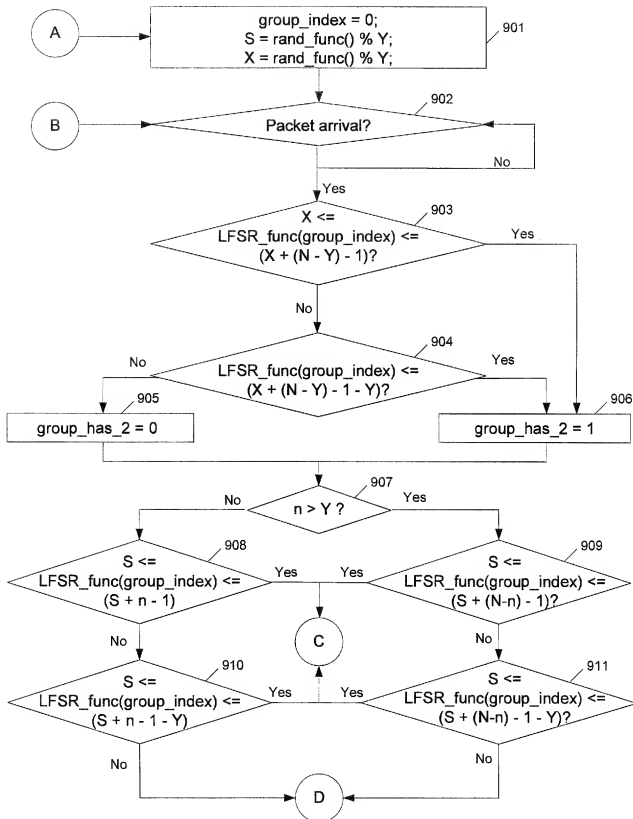 A
group_index = 0;
S = rand_func() % Y;
X = rand_func() % Y;
901
902
B
Packet arrival?
No
Yes
903
X <=
LFSR_func(group_index) <=
(X + (N - Y) - 1)?
Yes
No
904
LFSR_func(group_index) <=
(X + (N - Y) - 1 - Y)?
No
Yes
905
group_has_2 = 0
906
group_has_2 = 1
907
n > Y ?
No
Yes
908
S <=
LFSR_func(group_index) <=
(S + n - 1)
Yes
No
909
S <=
LFSR_func(group_index) <=
(S + (N-n) - 1)?
Yes
No
C
910
S <=
LFSR_func(group_index) <=
(S + n - 1 - Y)
Yes
No
911
S <=
LFSR_func(group_index) <=
(S + (N-n) - 1 - Y)?
Yes
No
D